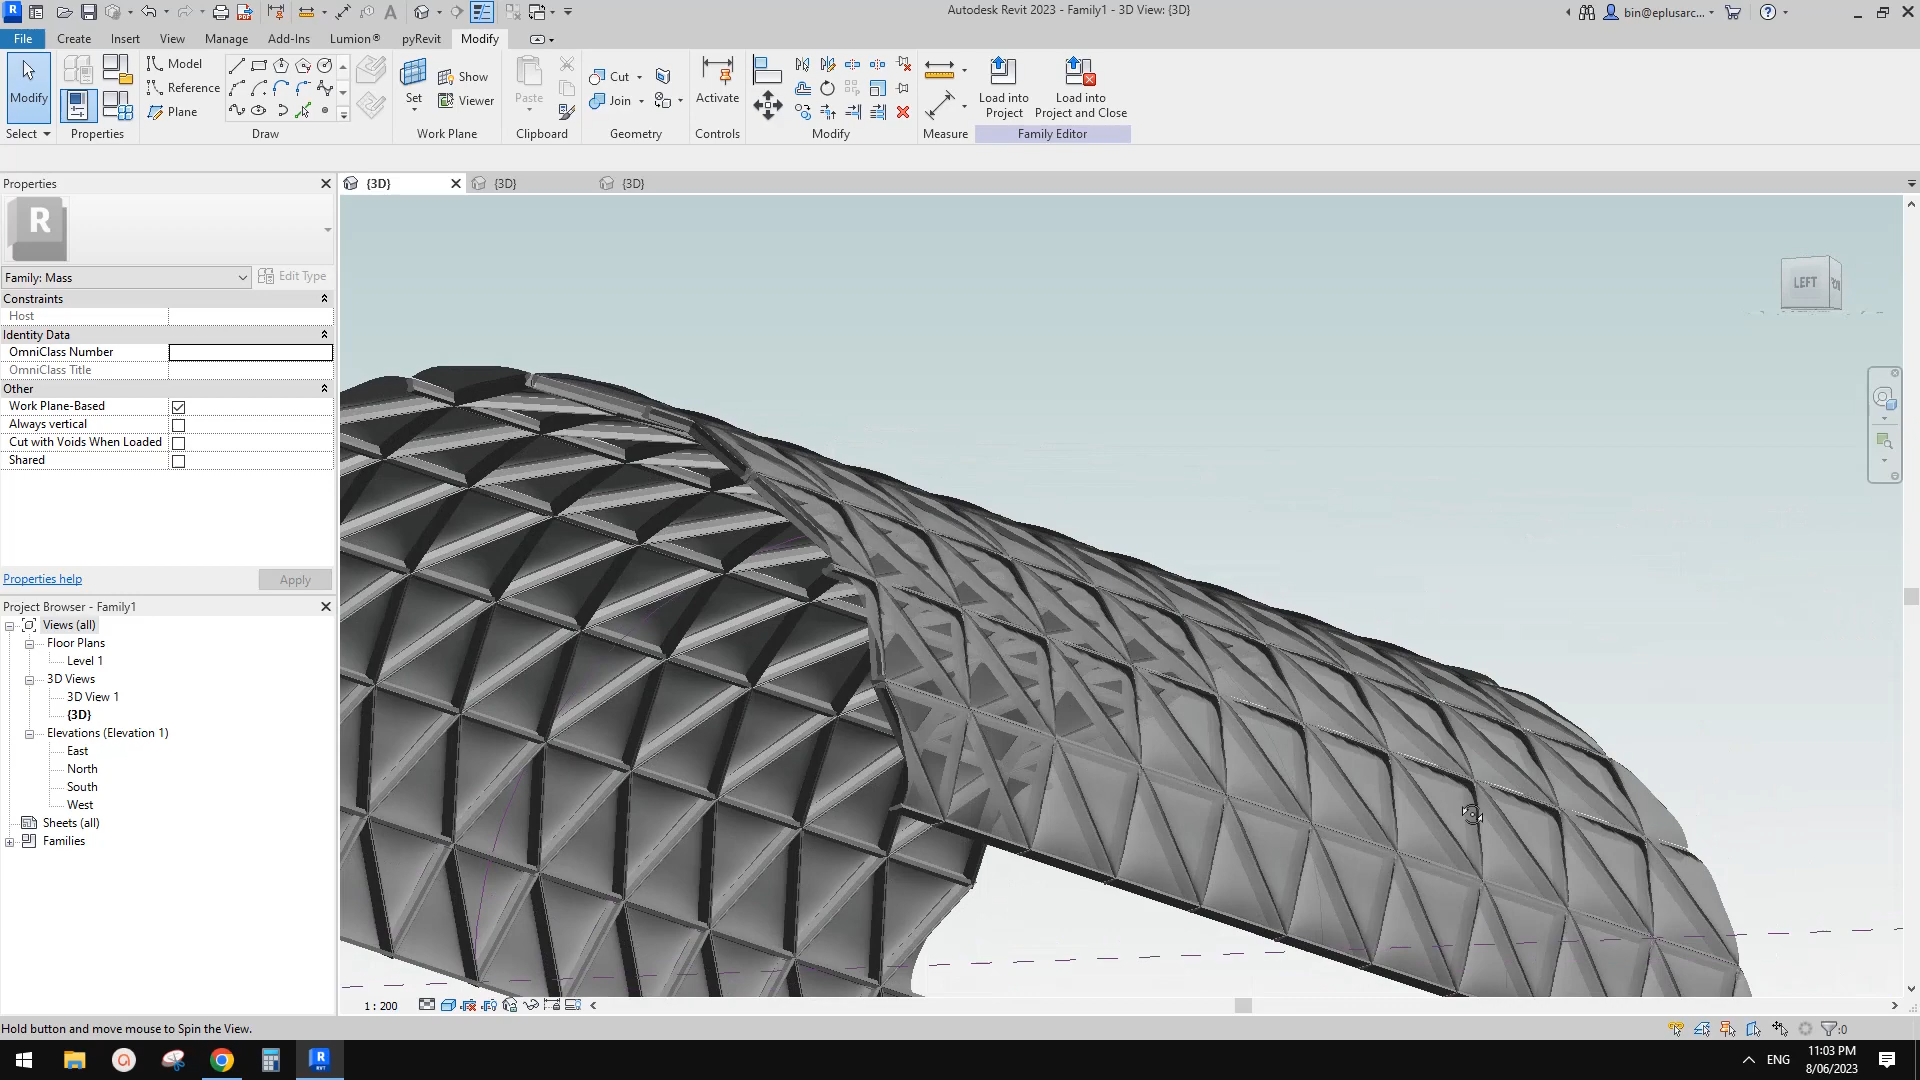 Autodesk Revit 2023 - Family1 - 3D View: {3D}
bin@eplusarc...
File Create Insert View Manage Add-Ins Lumion® pyRevit Modify
Modify
Select
Properties
Model
Reference
Plane
Draw
Set
Show
Viewer
Work Plane
Paste
Clipboard
Cut
Join
Geometry
Activate
Controls
Modify
Measure
Load into
Project
Load into
Project and Close
Family Editor
Properties
{3D}
{3D}
{3D}
R
Family: Mass
Edit Type
Constraints
Host
Identity Data
OmniClass Number
OmniClass Title
Other
Work Plane-Based
Always vertical
Cut with Voids When Loaded
Shared
Properties help
Apply
Project Browser - Family1
Views (all)
Floor Plans
Level 1
3D Views
3D View 1
{3D}
Elevations (Elevation 1)
East
North
South
West
Sheets (all)
Families
LEFT
1 : 200
Hold button and move mouse to Spin the View.
:0
ENG
11:03 PM
8/06/2023